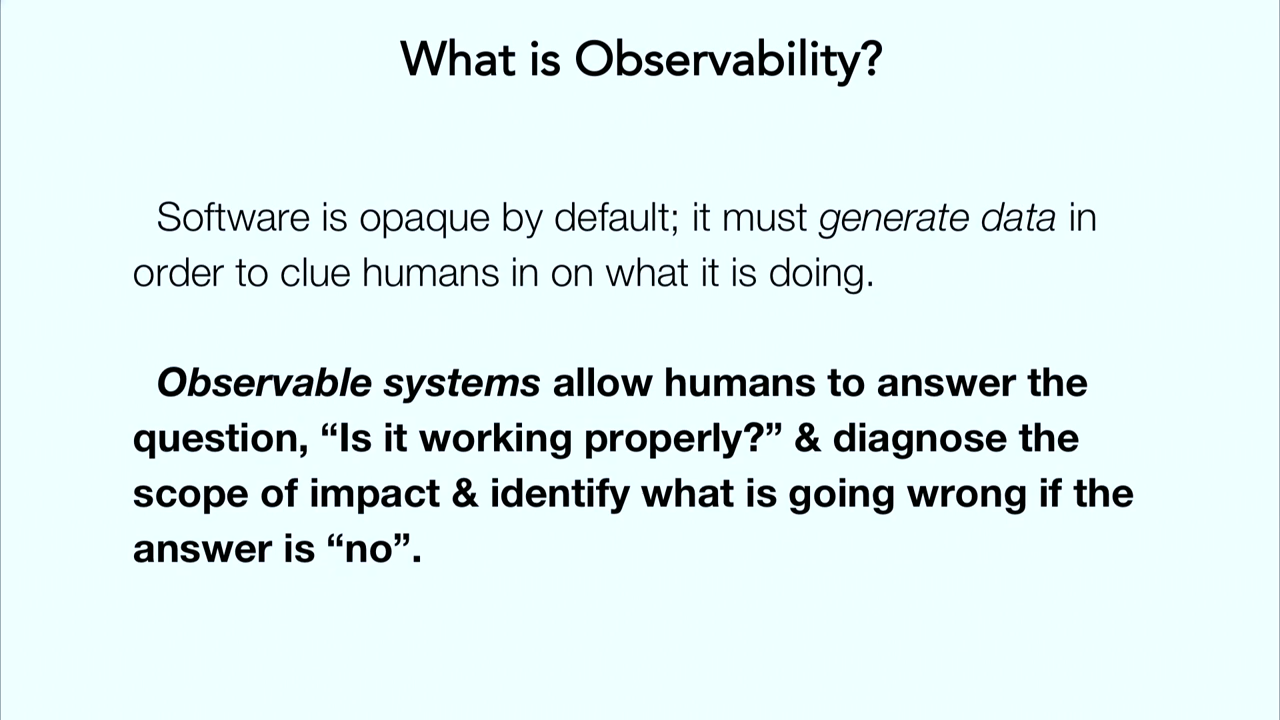 What is Observability?
Software is opaque by default; it must generate data in
order to clue humans in on what it is doing.
Observable systems allow humans to answer the
question, “Is it working properly?” & diagnose the
scope of impact & identify what is going wrong if the
answer is “no”.